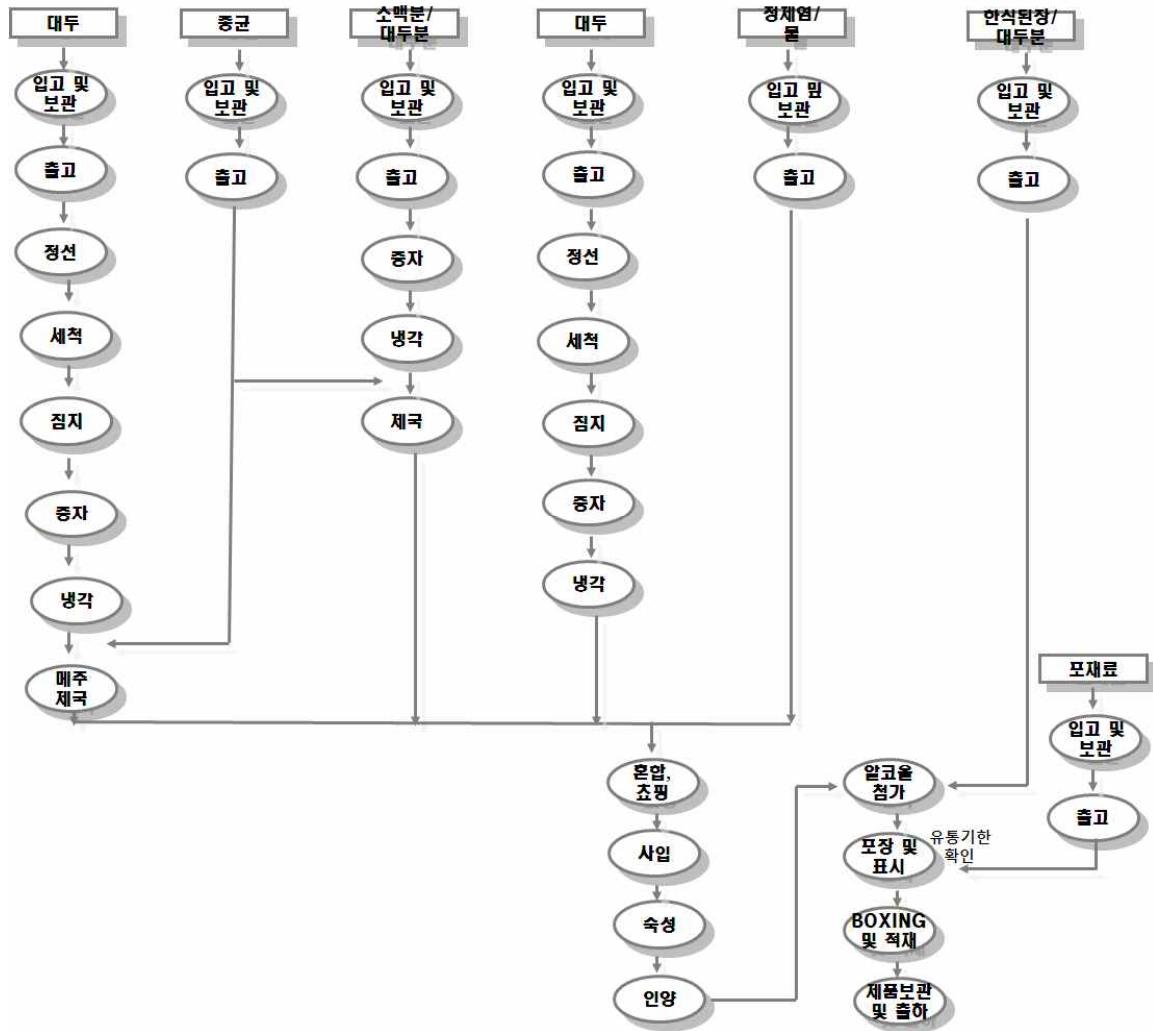 대두
종균
소맥분/
대두분
대두
정제염/
물
한식된장/
대두분
입고 및
보관
입고 및
보관
입고 및
보관
입고 및
보관
입고 및
보관
입고 및
보관
출고
출고
출고
출고
출고
출고
정선
증자
정선
세척
냉각
세척
짐지
제국
짐지
증자
증자
냉각
냉각
메주
제국
포재료
입고 및
보관
혼합,
쵸핑
알코올
첨가
출고
사입
포장 및
표시
유통기한
확인
숙성
BOXING
및 적재
인양
제품보관
및 출하